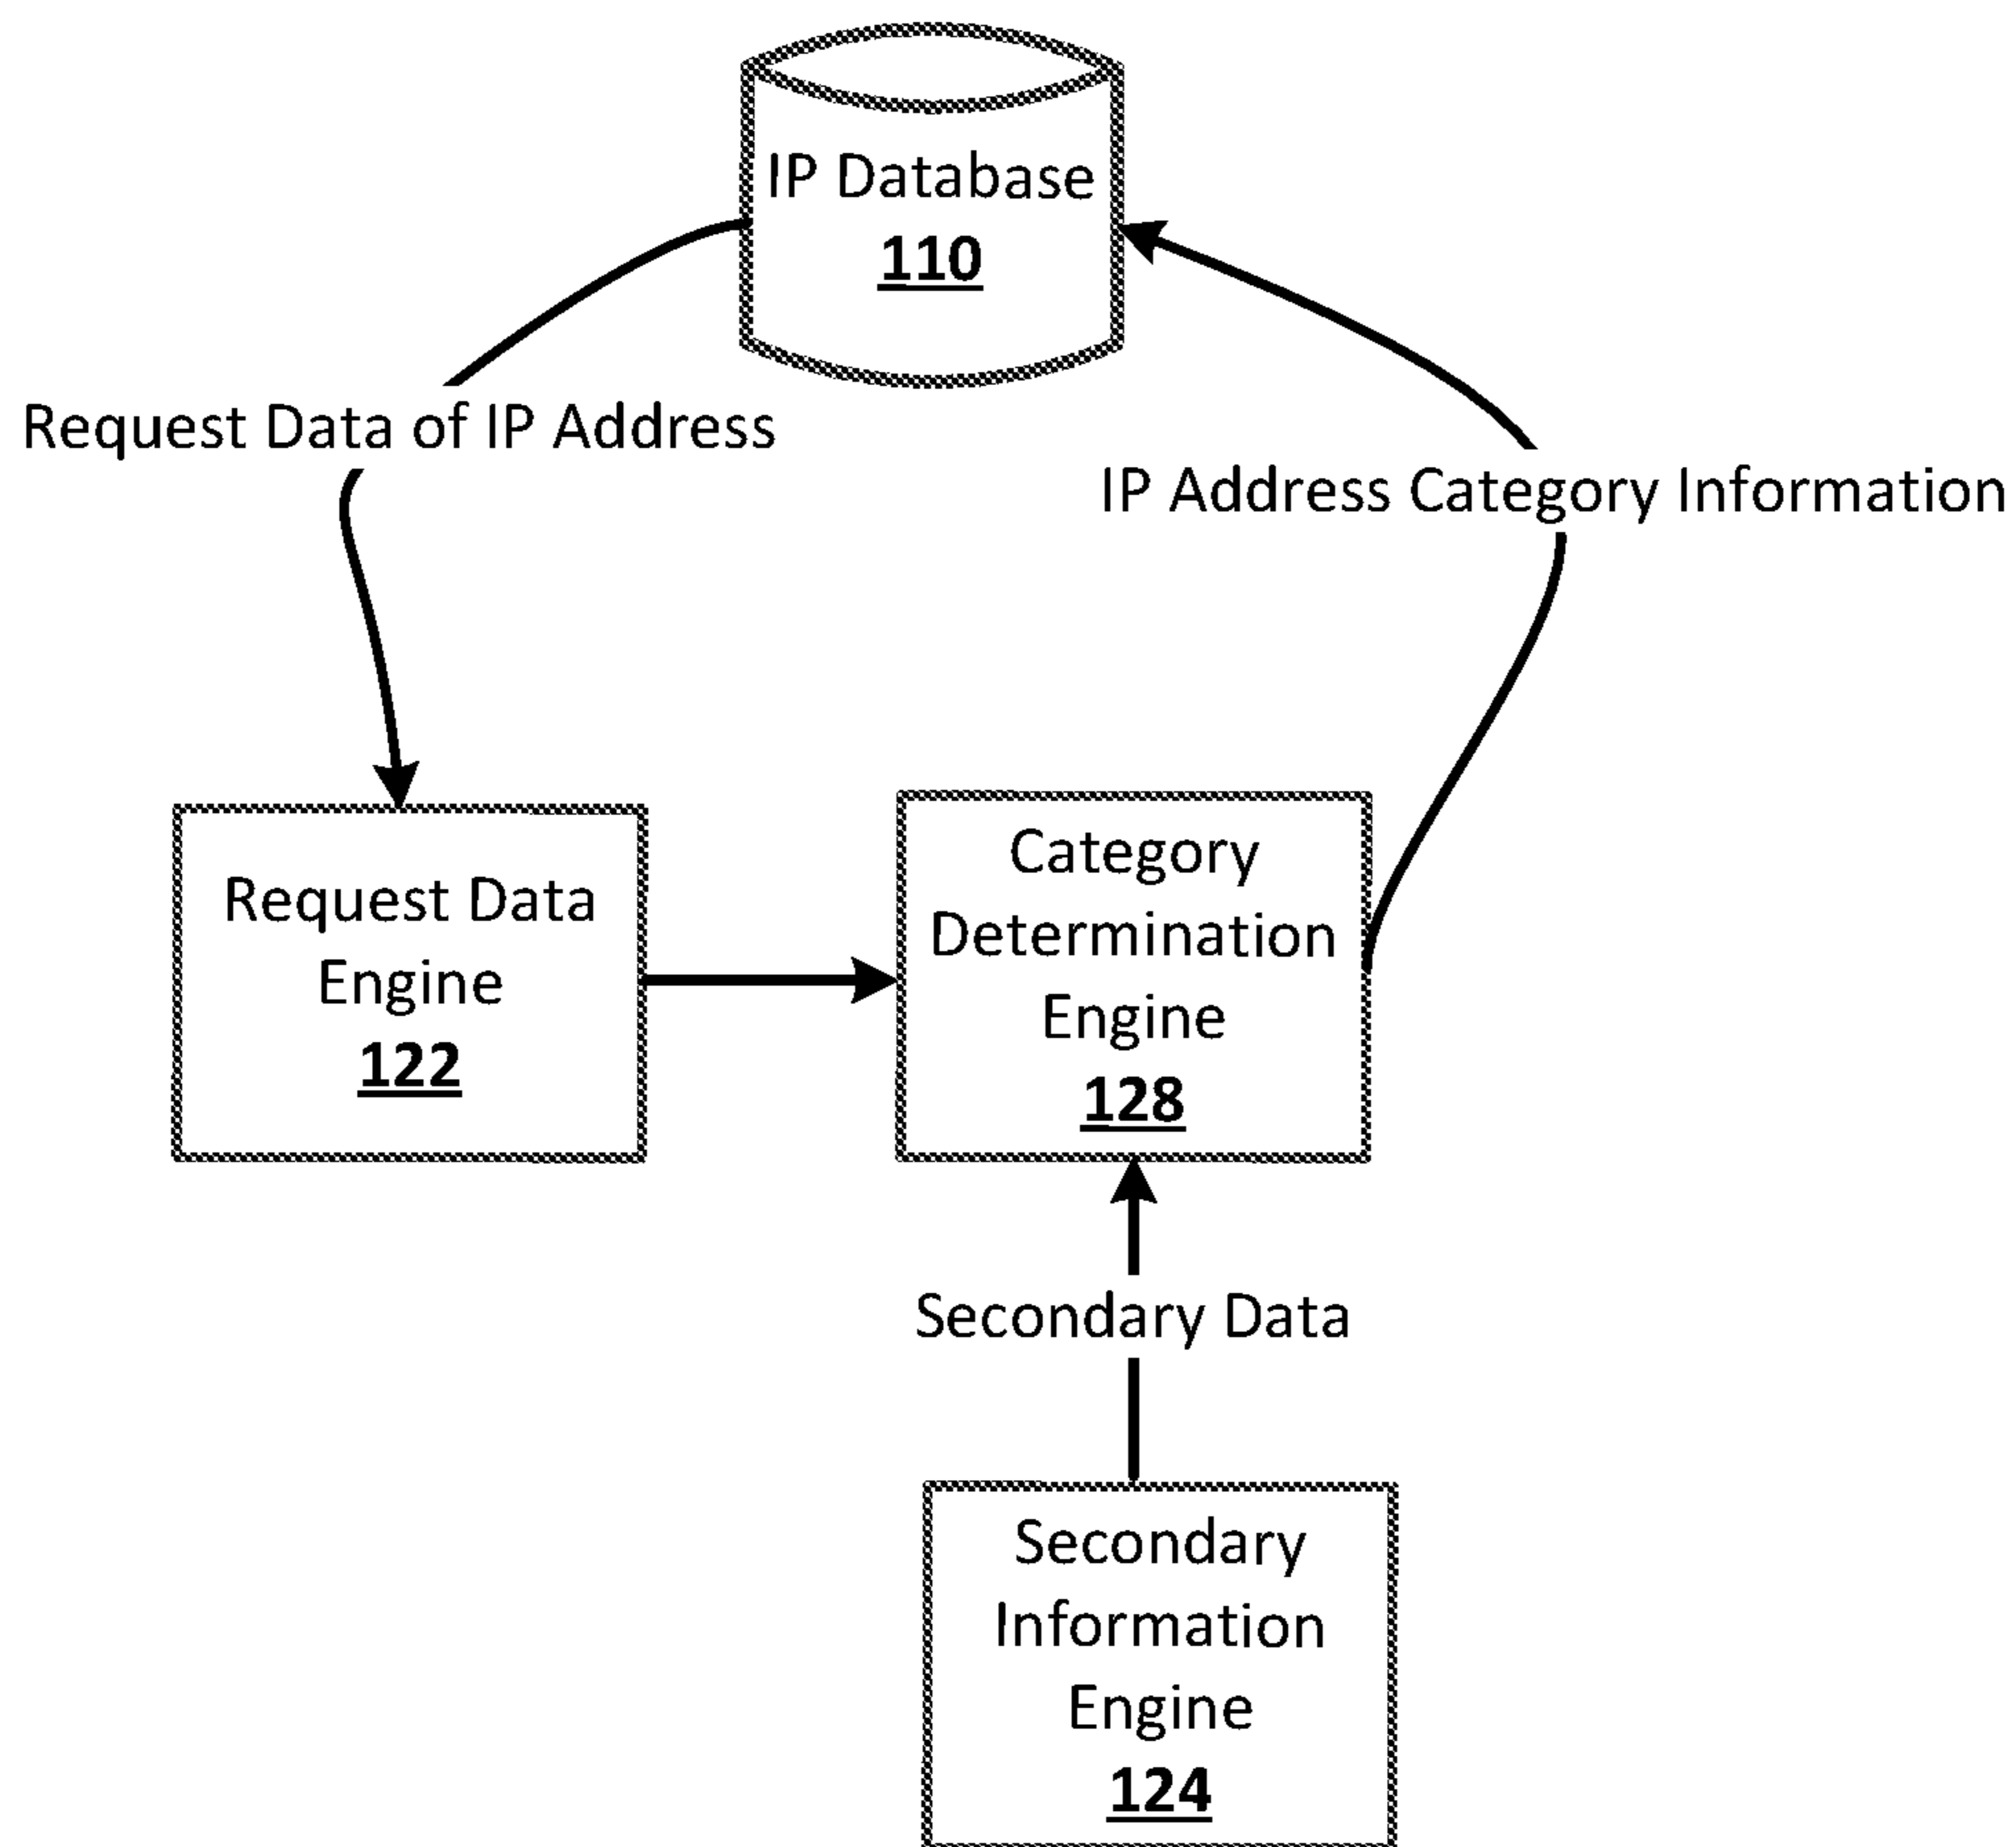 IP Database
110
Request Data of IP Address
IP Address Category Information
Request Data
Engine
122
Category
Determination
Engine
128
Secondary Data
Secondary
Information
Engine
124